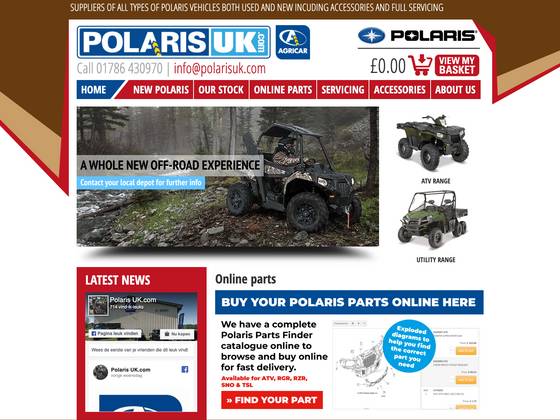 SUPPLIERS OF ALL TYPES OF POLARIS VEHICLES BOTH USED AND NEW INCUDING ACCESSORIES AND FULL SERVICING
POLARIS UK.com
AGRICAR
POLARIS
Call 01786 430970 | info@polarisuk.com
£0.00
VIEW MY BASKET
HOME
NEW POLARIS
OUR STOCK
ONLINE PARTS
SERVICING
ACCESSORIES
ABOUT US
A WHOLE NEW OFF-ROAD EXPERIENCE
Contact your local depot for further info
ATV RANGE
UTILITY RANGE
LATEST NEWS
Polaris UK.com
714 vind-ik-leuks
Pagina leuk vinden
Nu kopen
Wees de eerste van je vrienden die dit leuk vindt
Polaris UK.com
vorige woensdag
Online parts
BUY YOUR POLARIS PARTS ONLINE HERE
We have a complete
Polaris Parts Finder
catalogue online to
browse and buy online
for fast delivery.
Available for ATV, RGR, RZR,
SNO & TSL
» FIND YOUR PART
Exploded
diagrams to
help you find
the correct
part you
need